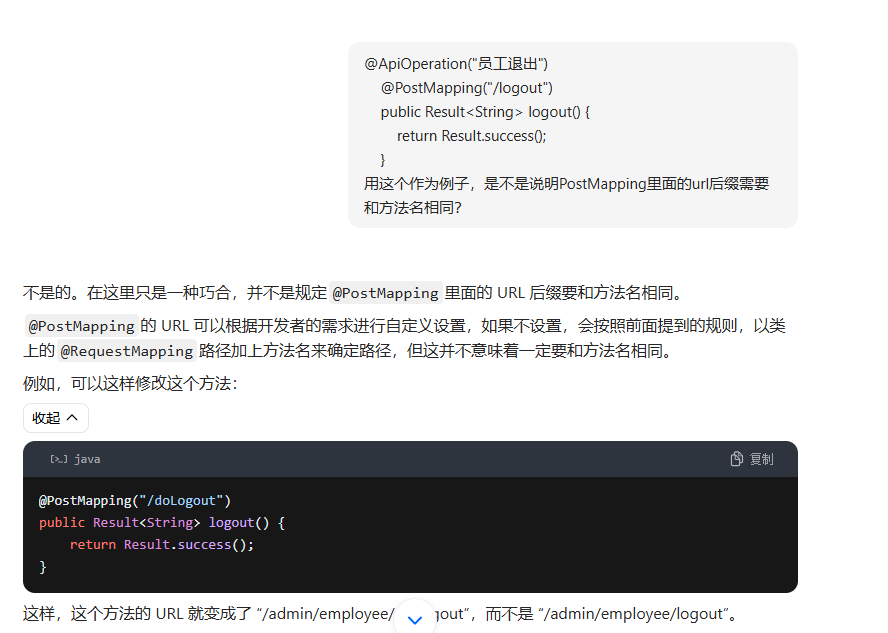 @ApiOperation("员工退出")
@PostMapping("/logout")
public Result<String> logout() {
return Result.success();
}
用这个作为例子，是不是说明PostMapping里面的url后缀需要
和方法名相同？
不是的。在这里只是一种巧合，并不是规定 @PostMapping 里面的 URL 后缀要和方法名相同。
@PostMapping 的 URL 可以根据开发者的需求进行自定义设置，如果不设置，会按照前面提到的规则，以类
上的 @RequestMapping 路径加上方法名来确定路径，但这并不意味着一定要和方法名相同。
例如，可以这样修改这个方法：
收起
java
复制
@PostMapping("/doLogout")
public Result<String> logout() {
return Result.success();
}
这样，这个方法的 URL 就变成了 “/admin/employee/ gout”，而不是 “/admin/employee/logout”。